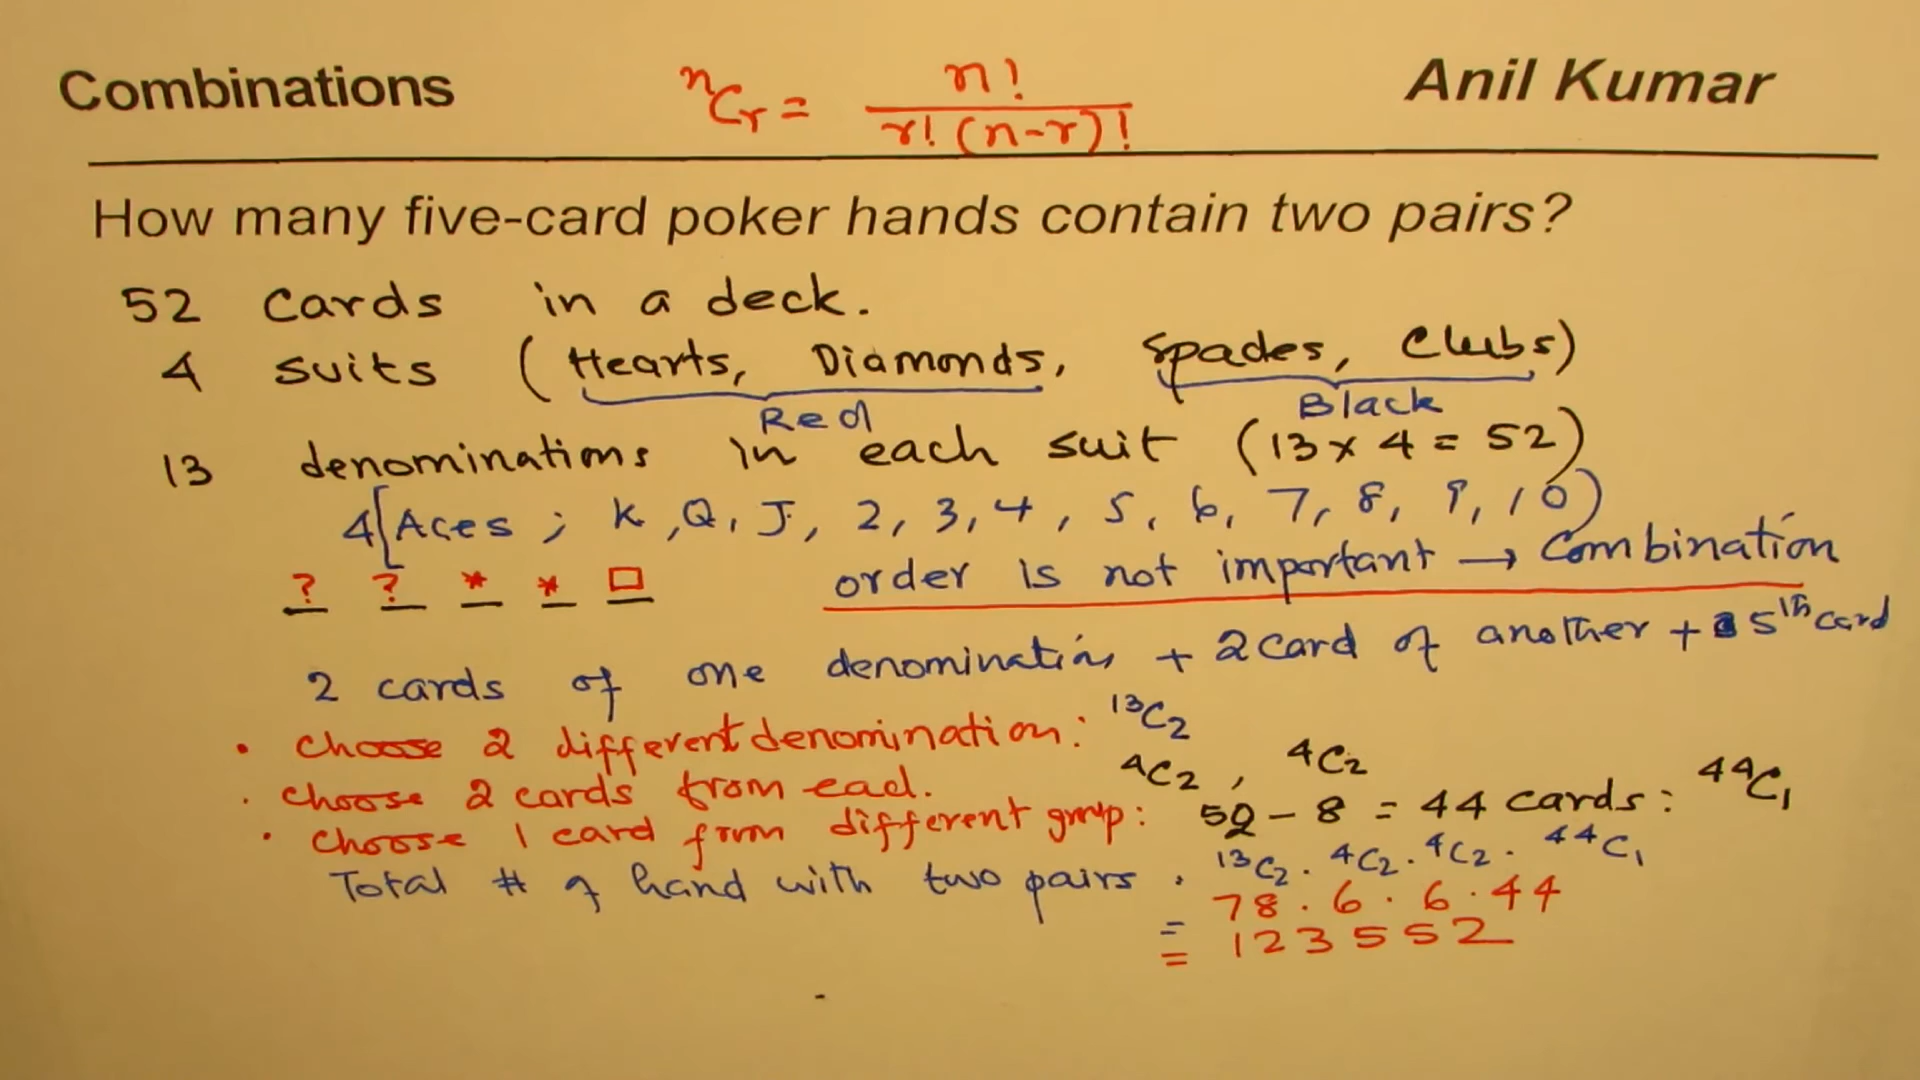 Combinations
ⁿCᵣ = n! / r! (n-r)!
Anil Kumar
How many five-card poker hands contain two pairs?
52 Cards in a deck.
4 suits (Hearts, Diamonds, Spades, Clubs)
Red Black
13 denominations in each suit (13 x 4 = 52)
4[Aces ; K, Q, J, 2, 3, 4, 5, 6, 7, 8, 9, 10)
? ? * * □ order is not important → Combination
2 cards of one denomination + 2 card of another + 5th card
• choose 2 different denomination: ¹³C₂
• choose 2 cards from each. ⁴C₂ , ⁴C₂
• choose 1 card from different group: 52 - 8 = 44 cards : ⁴⁴C₁
Total # of hand with two pairs . ¹³C₂ . ⁴C₂ . ⁴C₂ . ⁴⁴C₁
= 78 . 6 . 6 . 44
= 123552